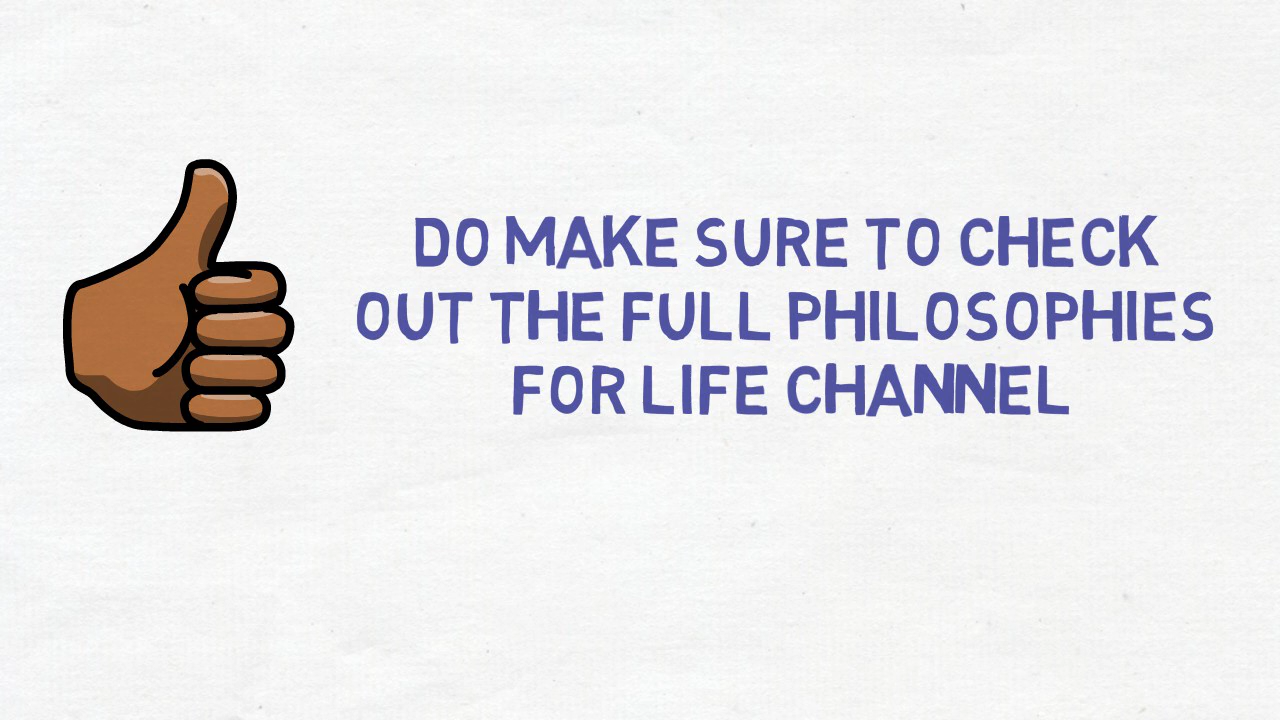 DO MAKE SURE TO CHECK
OUT THE FULL PHILOSOPHIES
FOR LIFE CHANNEL